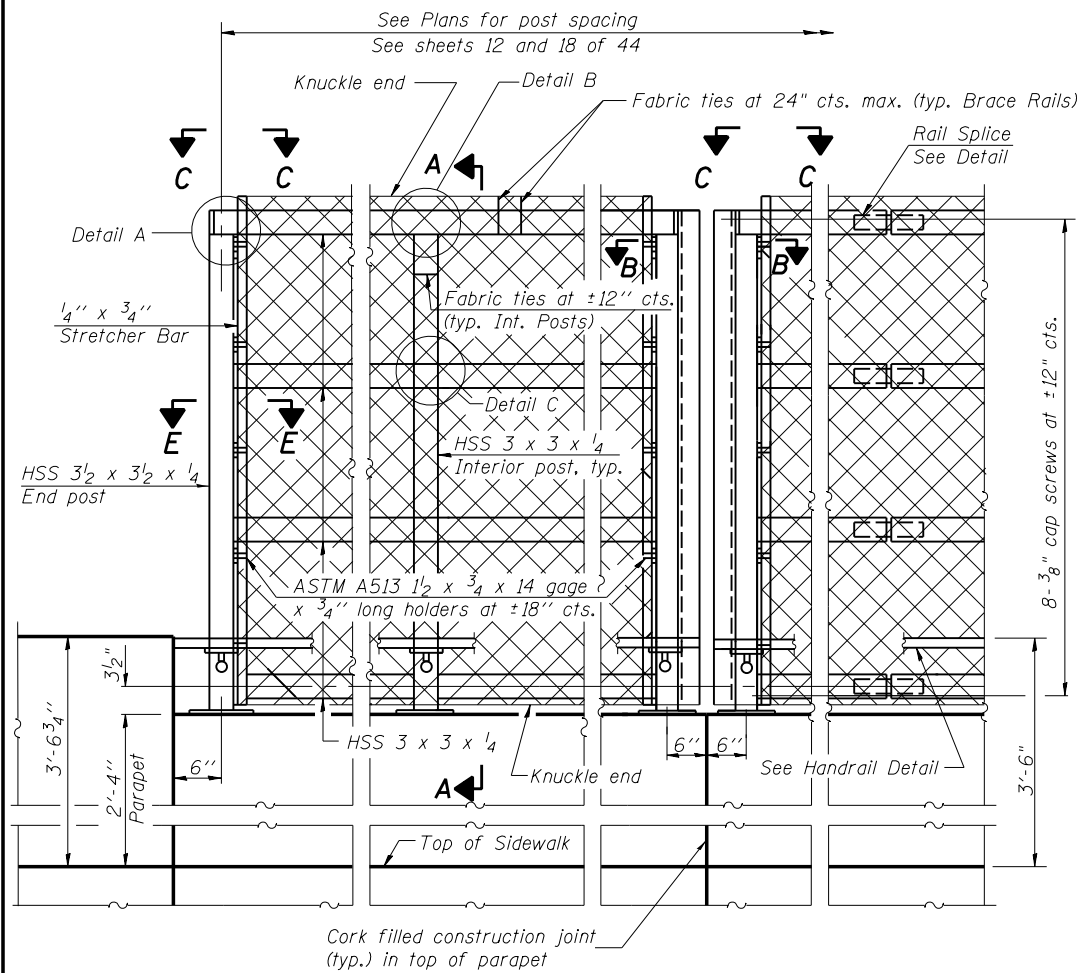 See Plans for post spacing
See sheets 12 and 18 of 44
Knuckle end
Detail B
Fabric ties at 24" cts. max. (typ. Brace Rails)
Rail Splice
See Detail
C
C
A
C
C
Detail A
B
B
Fabric ties at ±12" cts.
(typ. Int. Posts)
1/4" x 3/4"
Stretcher Bar
Detail C
E
E
HSS 3 x 3 x 1/4
Interior post, typ.
HSS 3 1/2 x 3 1/2 x 1/4
End post
8-3/8" cap screws at ±12" cts.
ASTM A513 1 1/2 x 3/4 x 14 gage
x 3/4" long holders at ±18" cts.
3 1/2"
3'-6 3/4"
2'-4"
Parapet
6"
HSS 3 x 3 x 1/4
Knuckle end
6"
6"
See Handrail Detail
3'-6"
A
Top of Sidewalk
Cork filled construction joint
(typ.) in top of parapet